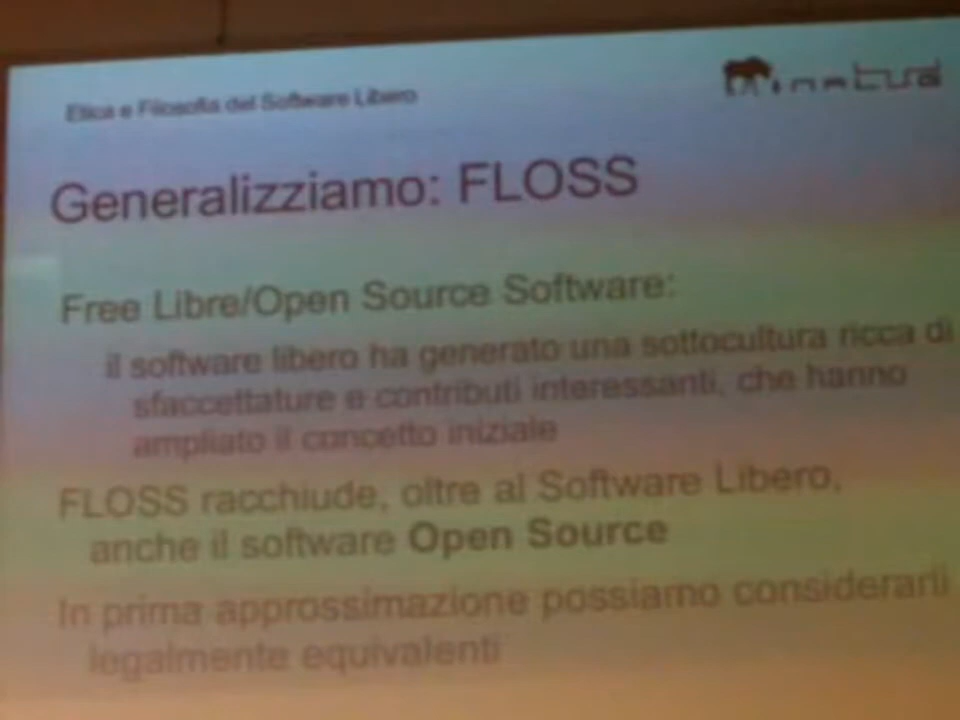 Etica e Filosofia del Software Libero
Generalizziamo: FLOSS
Free Libre/Open Source Software:
il software libero ha generato una sottocultura ricca di
sfaccettature e contributi interessanti, che hanno
ampliato il concetto iniziale
FLOSS racchiude, oltre al Software Libero,
anche il software Open Source
In prima approssimazione possiamo considerarli
legalmente equivalenti